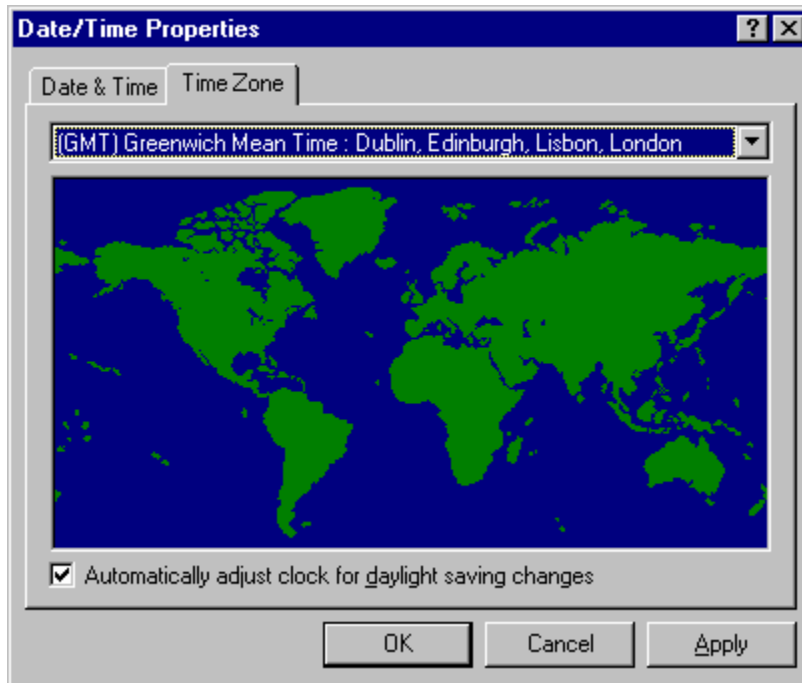 Date/Time Properties
Date & Time
Time Zone
(GMT) Greenwich Mean Time : Dublin, Edinburgh, Lisbon, London
Automatically adjust clock for daylight saving changes
OK
Cancel
Apply